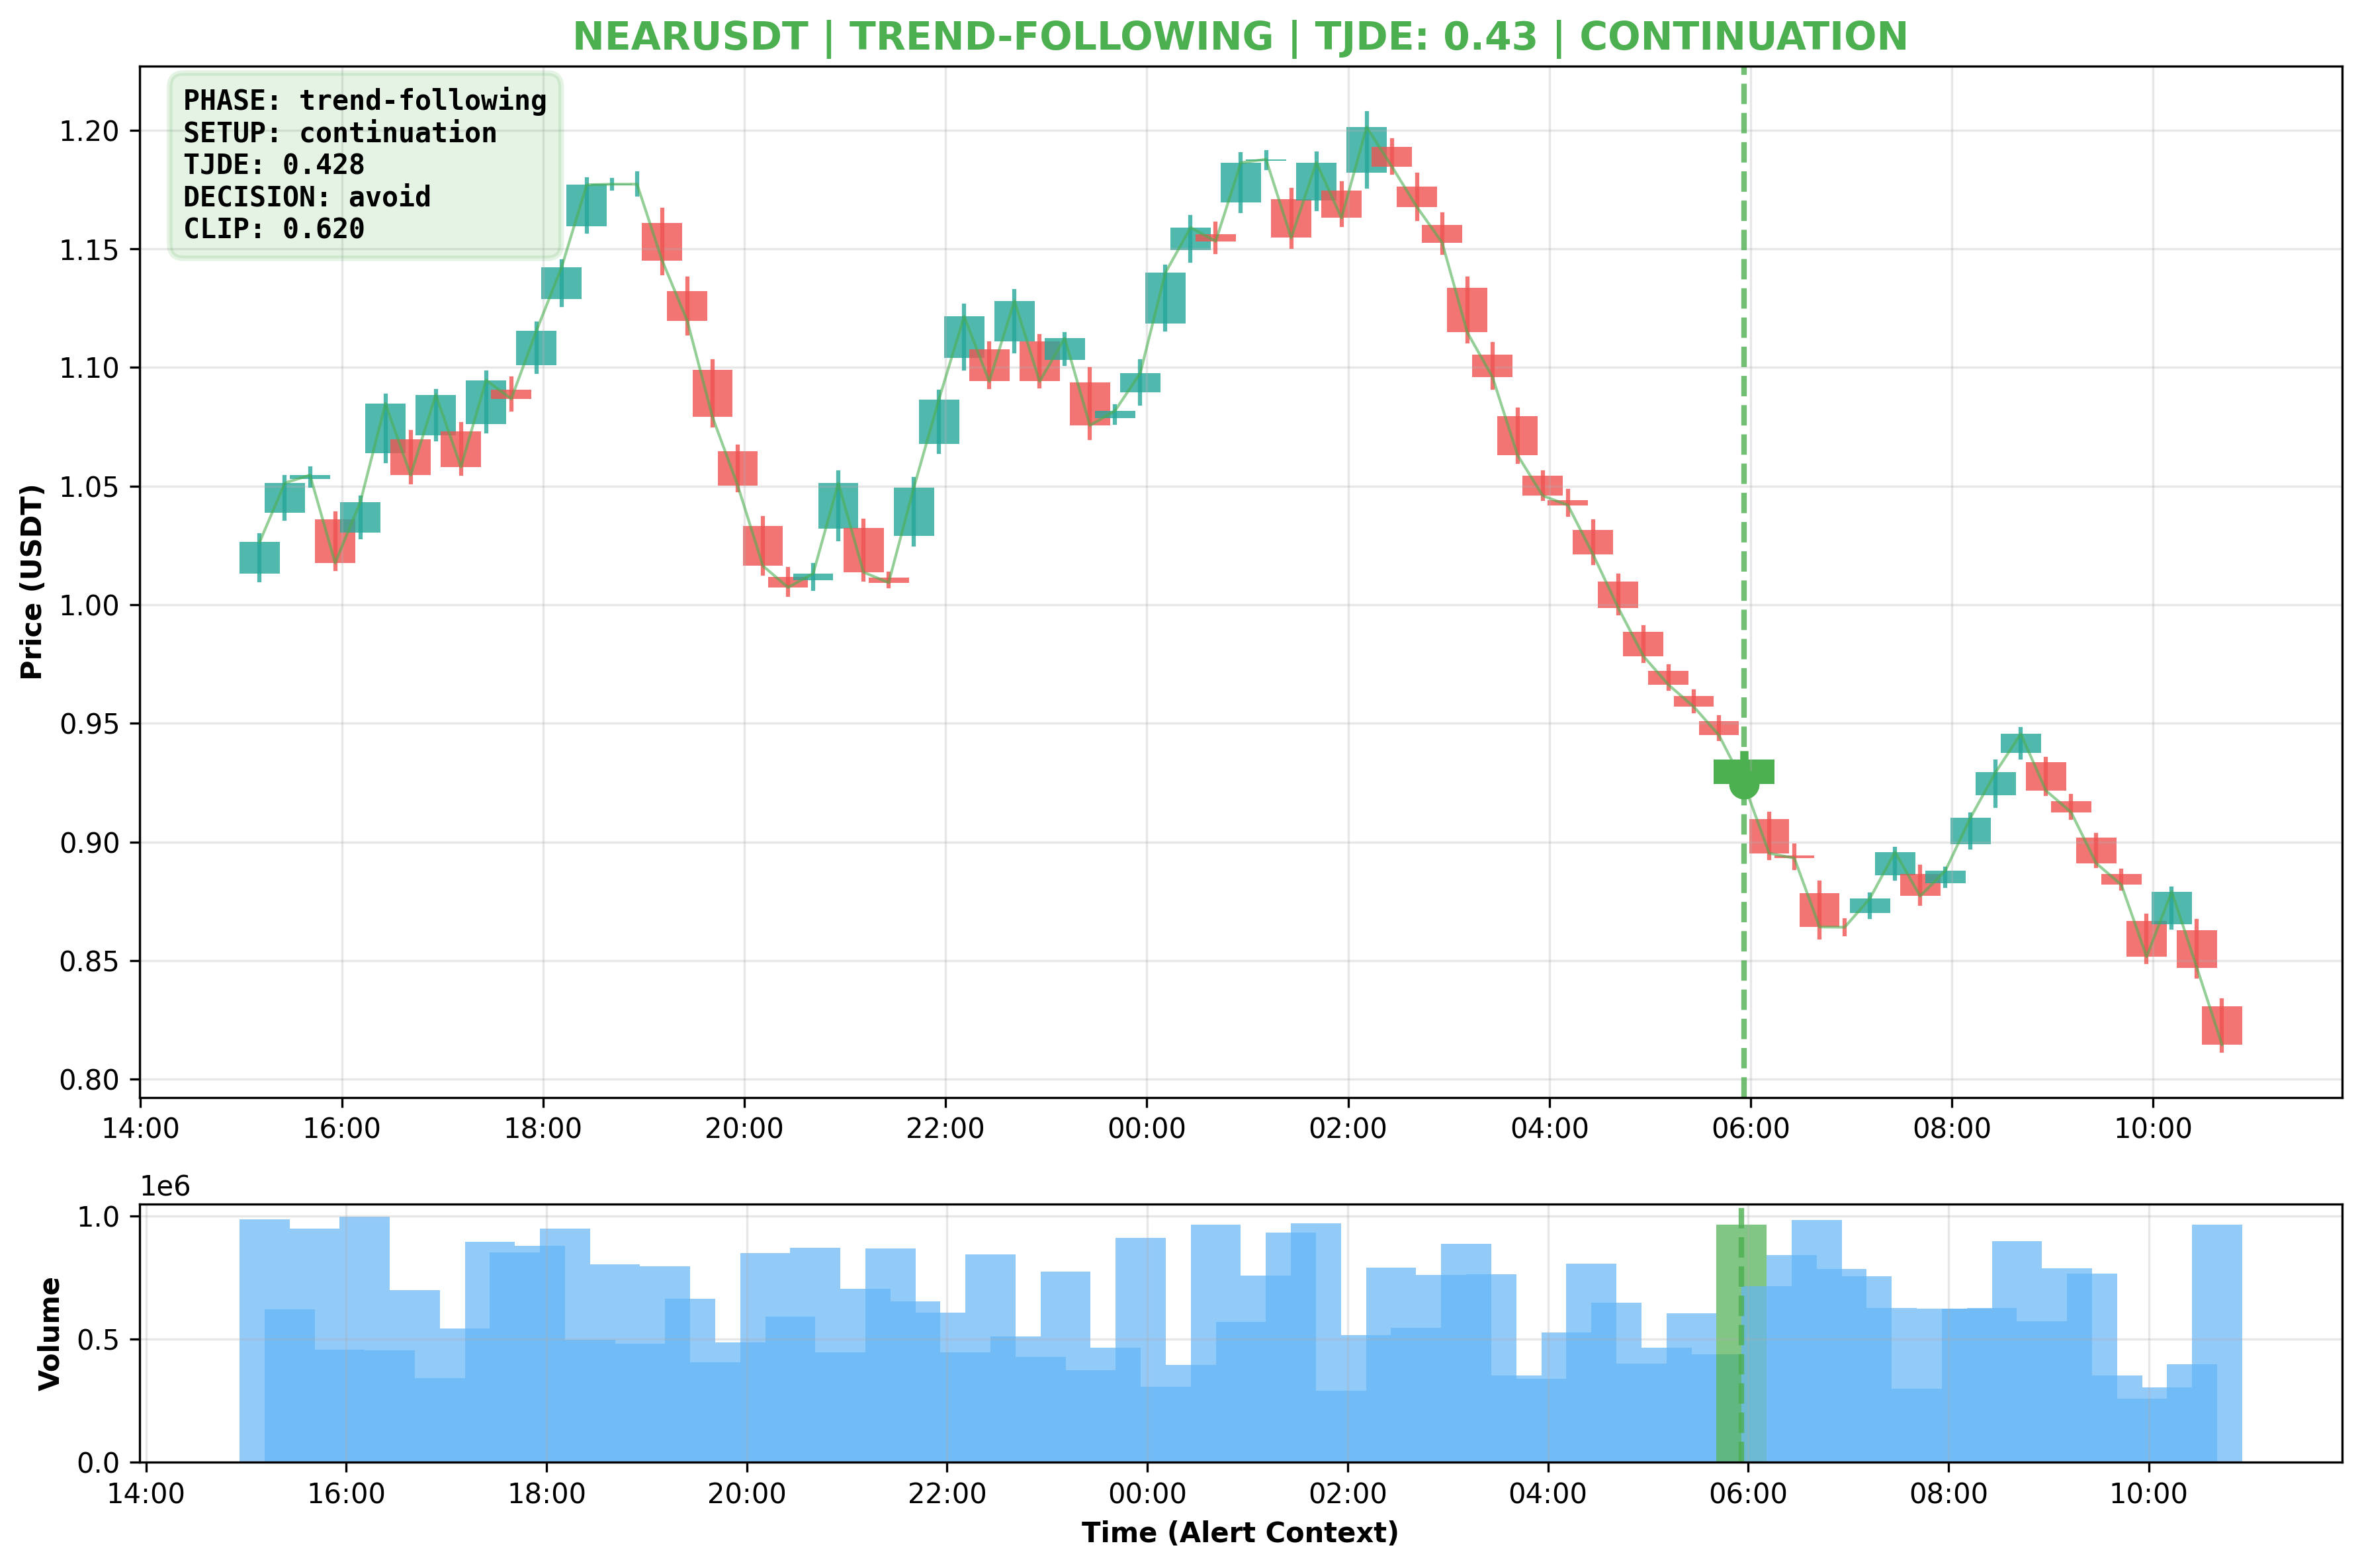 NEARUSDT | TREND-FOLLOWING | TJDE: 0.43 | CONTINUATION
PHASE: trend-following
SETUP: continuation
TJDE: 0.428
DECISION: avoid
CLIP: 0.620
Price (USDT)
1.20
1.15
1.10
1.05
1.00
0.95
0.90
0.85
0.80
14:00 16:00 18:00 20:00 22:00 00:00 02:00 04:00 06:00 08:00 10:00
1e6
Volume
1.0
0.5
0.0
14:00 16:00 18:00 20:00 22:00 00:00 02:00 04:00 06:00 08:00 10:00
Time (Alert Context)